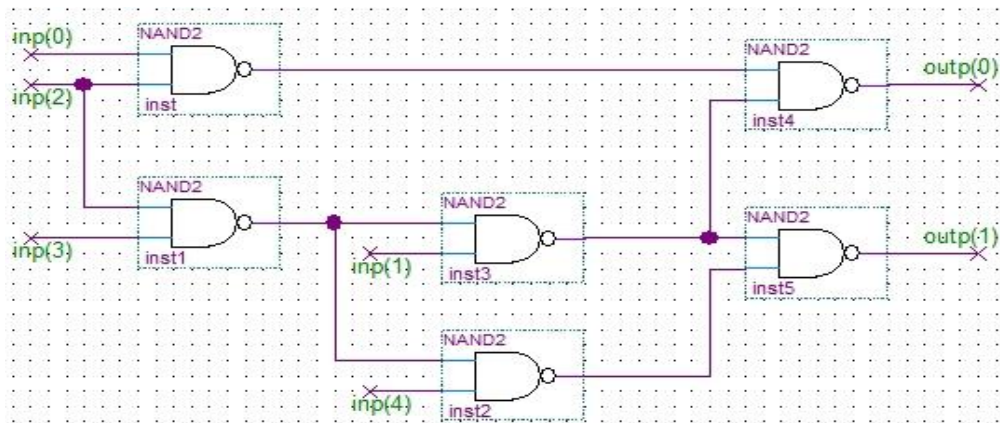 inp(0)
NAND2
inp(2)
inst
NAND2
outp(0)
inst4
NAND2
inp(3)
inst1
NAND2
inp(1)
inst3
NAND2
outp(1)
inst5
NAND2
inp(4)
inst2